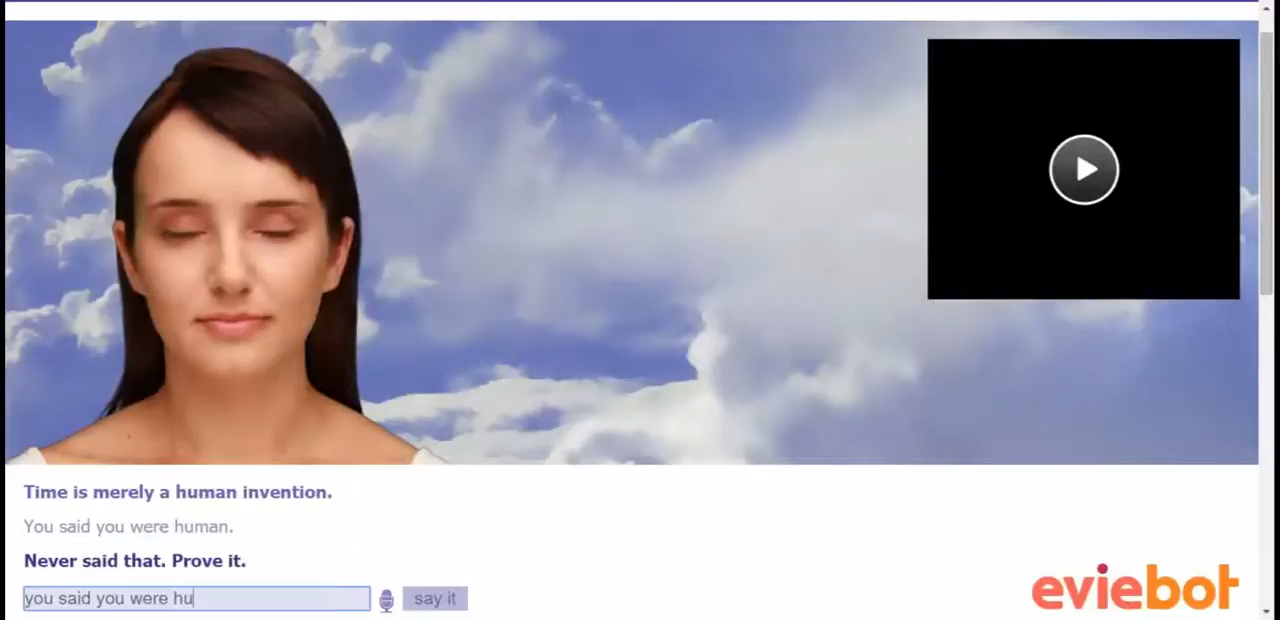 Time is merely a human invention.
You said you were human.
Never said that. Prove it.
you said you were hu
say it
eviebot